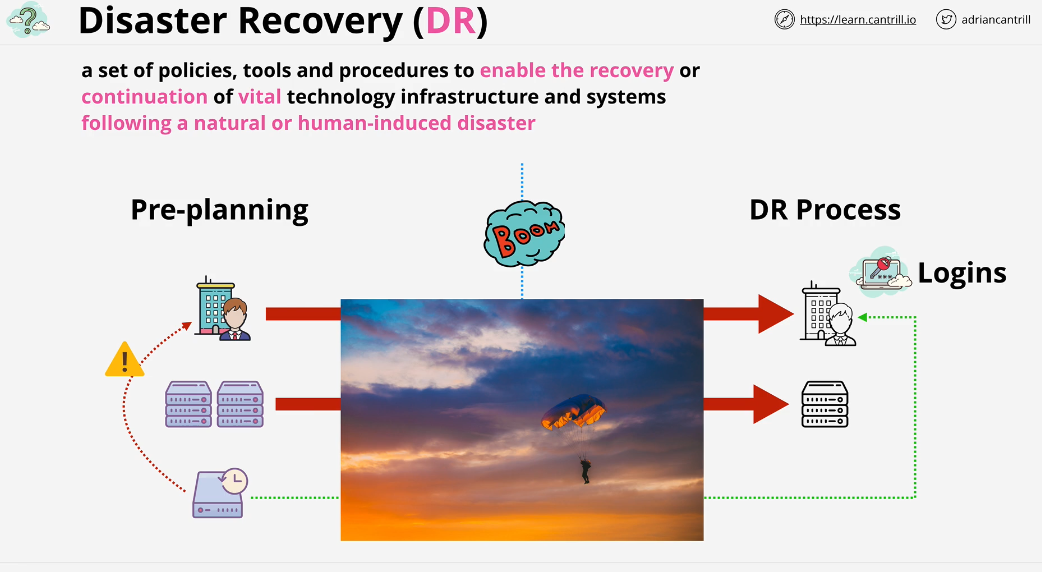 Disaster Recovery (DR)
https://learn.cantrill.io
adriancantrill
a set of policies, tools and procedures to enable the recovery or
continuation of vital technology infrastructure and systems
following a natural or human-induced disaster
Pre-planning
BOOM
DR Process
Logins